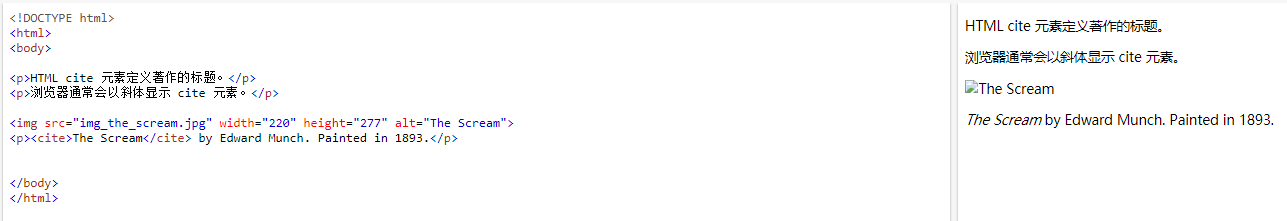 <!DOCTYPE html>
<html>
<body>
<p>HTML cite 元素定义著作的标题。</p>
<p>浏览器通常会以斜体显示 cite 元素。</p>
<img src="img_the_scream.jpg" width="220" height="277" alt="The Scream">
<p><cite>The Scream</cite> by Edward Munch. Painted in 1893.</p>
</body>
</html>
HTML cite 元素定义著作的标题。
浏览器通常会以斜体显示 cite 元素。
The Scream
The Scream by Edward Munch. Painted in 1893.